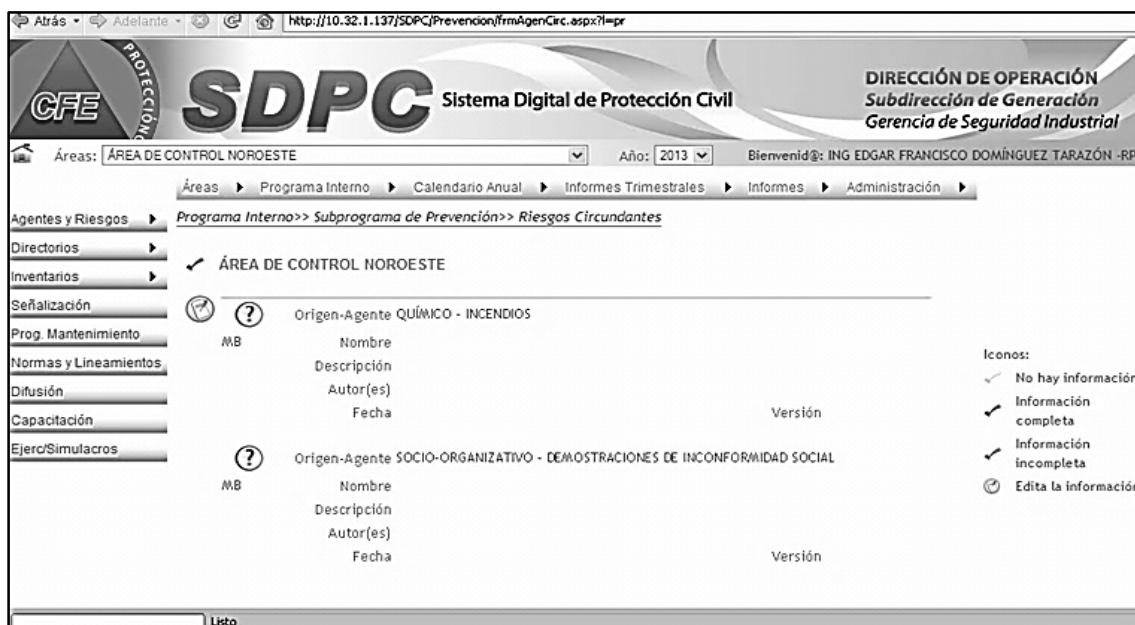 Atrás Adelante http://10.32.1.137/SDPC/Prevencion/frmAgenCirc.aspx?l=pr
PROTECCIÓN
CFE
SDPC Sistema Digital de Protección Civil
DIRECCIÓN DE OPERACIÓN
Subdirección de Generación
Gerencia de Seguridad Industrial
Áreas: ÁREA DE CONTROL NOROESTE Año: 2013 Bienvenid@: ING EDGAR FRANCISCO DOMÍNGUEZ TARAZÓN -RP
Áreas Programa Interno Calendario Anual Informes Trimestrales Informes Administración
Programa Interno>> Subprograma de Prevención>> Riesgos Circundantes
Agentes y Riesgos
Directorios
Inventarios
Señalización
Prog. Mantenimiento
Normas y Lineamientos
Difusión
Capacitación
Ejerc/Simulacros
ÁREA DE CONTROL NOROESTE
? Origen-Agente QUÍMICO - INCENDIOS
MB Nombre
Descripción
Autor(es)
Fecha Versión
? Origen-Agente SOCIO-ORGANIZATIVO - DEMOSTRACIONES DE INCONFORMIDAD SOCIAL
MB Nombre
Descripción
Autor(es)
Fecha Versión
Iconos:
No hay información
Información
completa
Información
incompleta
Edita la información
Listo